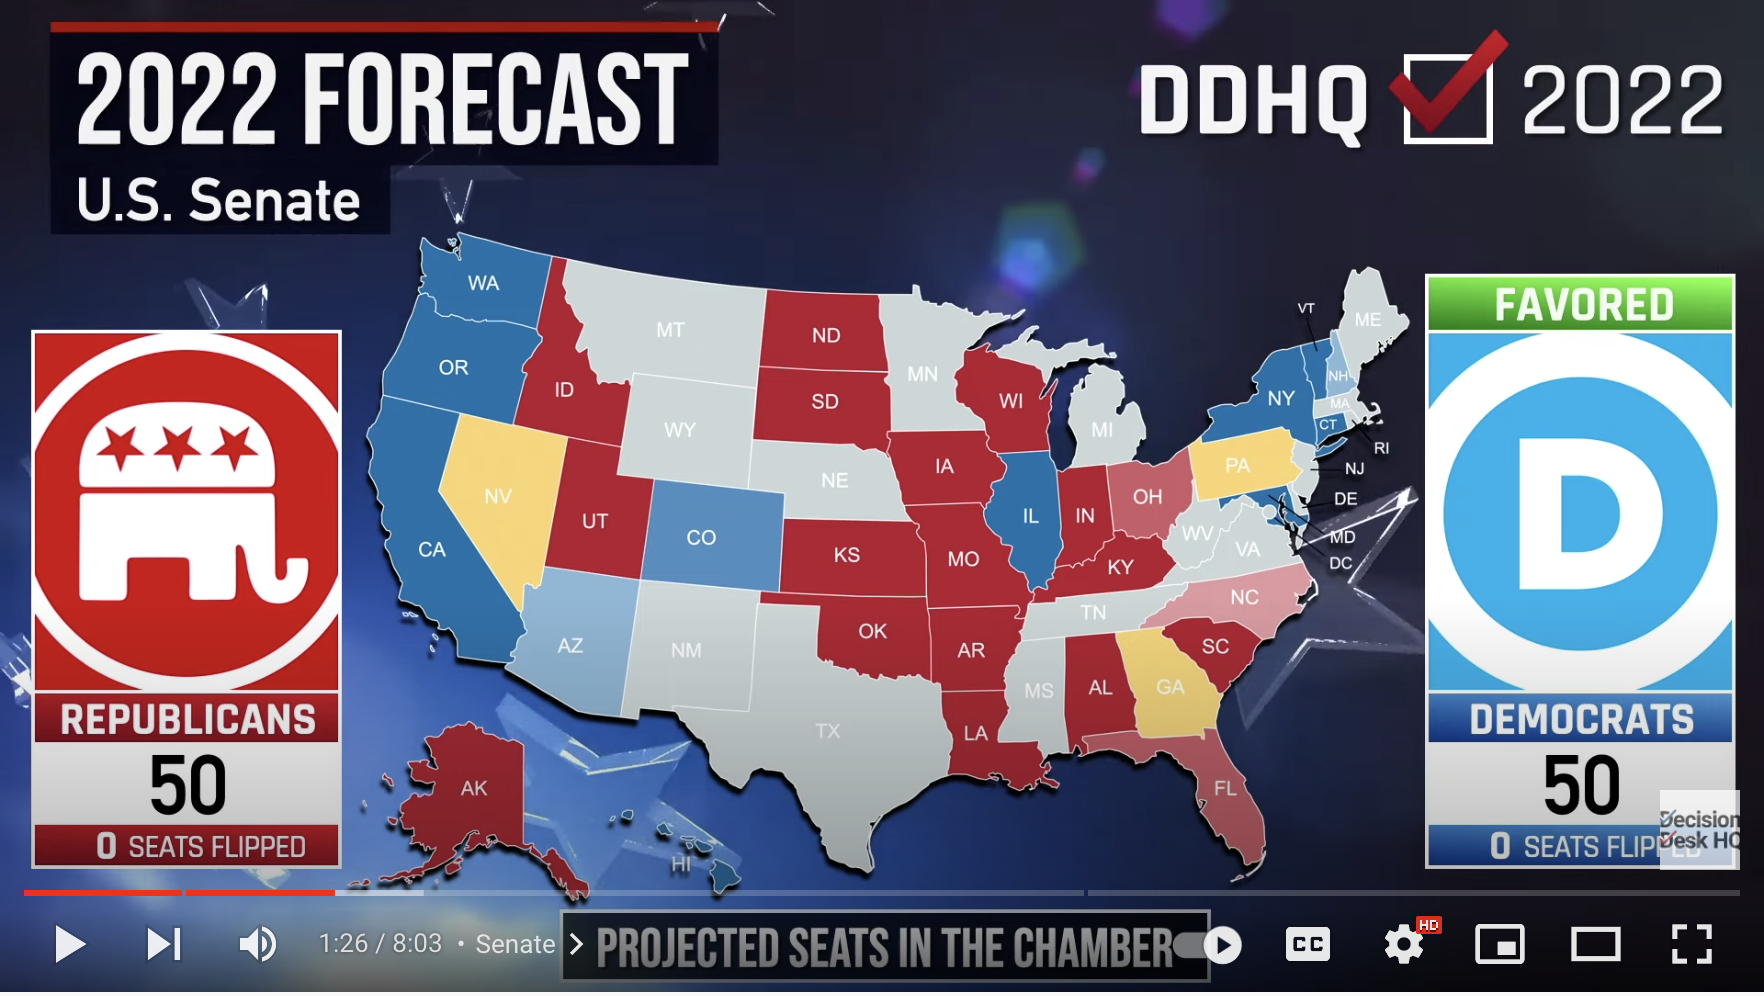 2022 FORECAST
U.S. Senate
DDHQ 2022
WA
OR
CA
ID
NV
MT
WY
UT
CO
AZ
NM
ND
SD
NE
KS
OK
TX
MN
IA
MO
AR
LA
WI
IL
MI
IN
OH
KY
TN
MS
AL
GA
FL
SC
NC
VA
WV
PA
NY
VT
NH
ME
MA
CT
RI
NJ
DE
MD
DC
AK
HI
REPUBLICANS
50
0 SEATS FLIPPED
FAVORED
D
DEMOCRATS
50
0 SEATS FLIPPED
Decision
Desk HQ
1:26 / 8:03 • Senate
PROJECTED SEATS IN THE CHAMBER
CC
HD